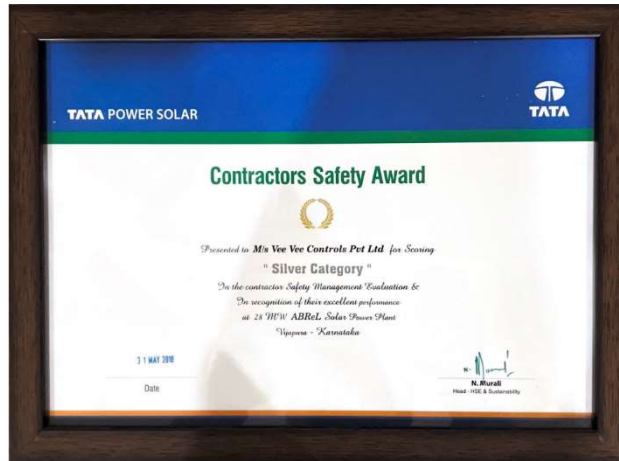 TATA POWER SOLAR
TATA
Contractors Safety Award
Presented to M/s Vee Vee Controls Pvt Ltd for Scoring
" Silver Category "
In the contractor Safety Management Evaluation &
In recognition of their excellent performance
at 28 MW ABReL Solar Power Plant
Vijapura - Karnataka
31 MAY 2018
Date
N. Murali
Head - HSE & Sustainability